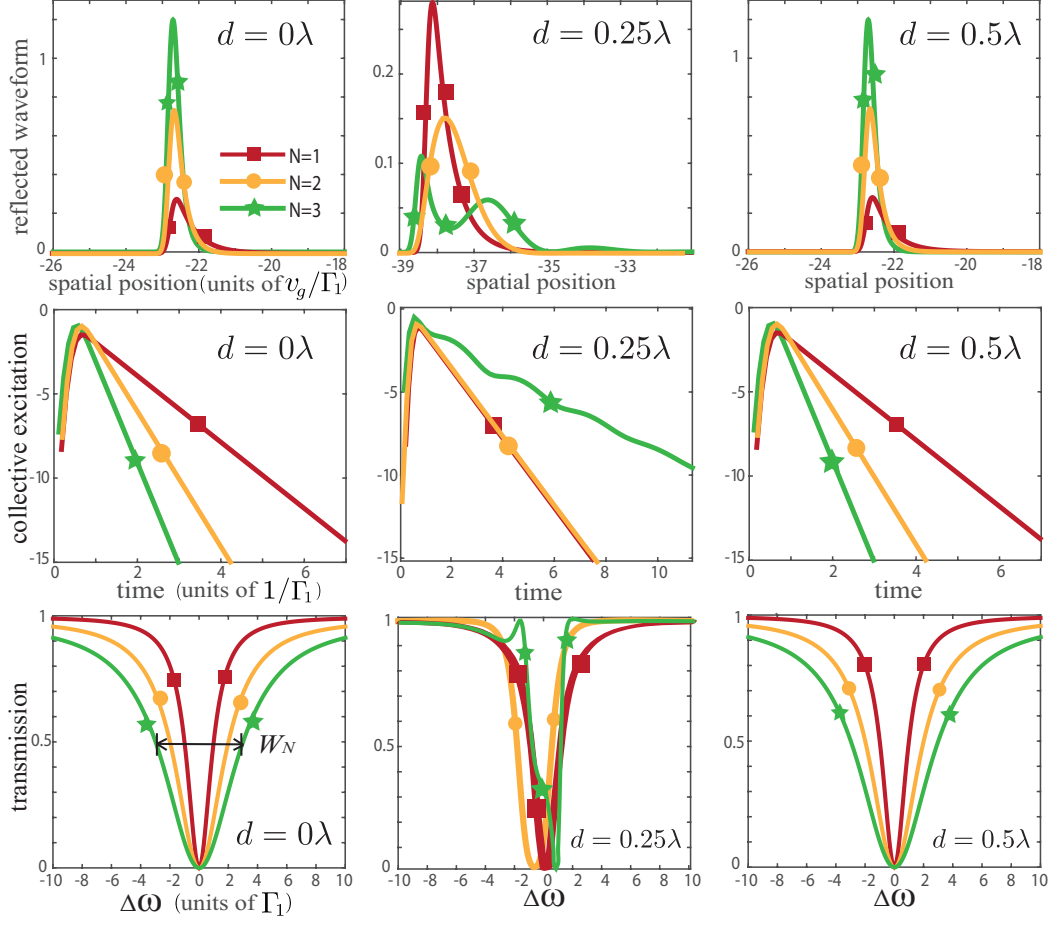 reflected waveform
1
0
d = 0λ
N=1
N=2
N=3
-26 -24 -22 -20 -18
spatial position (units of v_g/Γ_1)
0.2
0.1
0
d = 0.25λ
-39 -37 -35 -33
spatial position
1
0
d = 0.5λ
-26 -24 -22 -20 -18
spatial position
collective excitation
0
-5
-10
-15
d = 0λ
0 2 4 6
time (units of 1/Γ_1)
0
-5
-10
-15
d = 0.25λ
0 2 4 6 8 10
time
0
-5
-10
-15
d = 0.5λ
0 2 4 6
time
transmission
1
0.5
0
W_N
d = 0λ
-10 -8 -6 -4 -2 0 2 4 6 8 10
Δω (units of Γ_1)
1
0.5
0
d = 0.25λ
-10 -8 -6 -4 -2 0 2 4 6 8 10
Δω
1
0.5
0
d = 0.5λ
-10 -8 -6 -4 -2 0 2 4 6 8 10
Δω